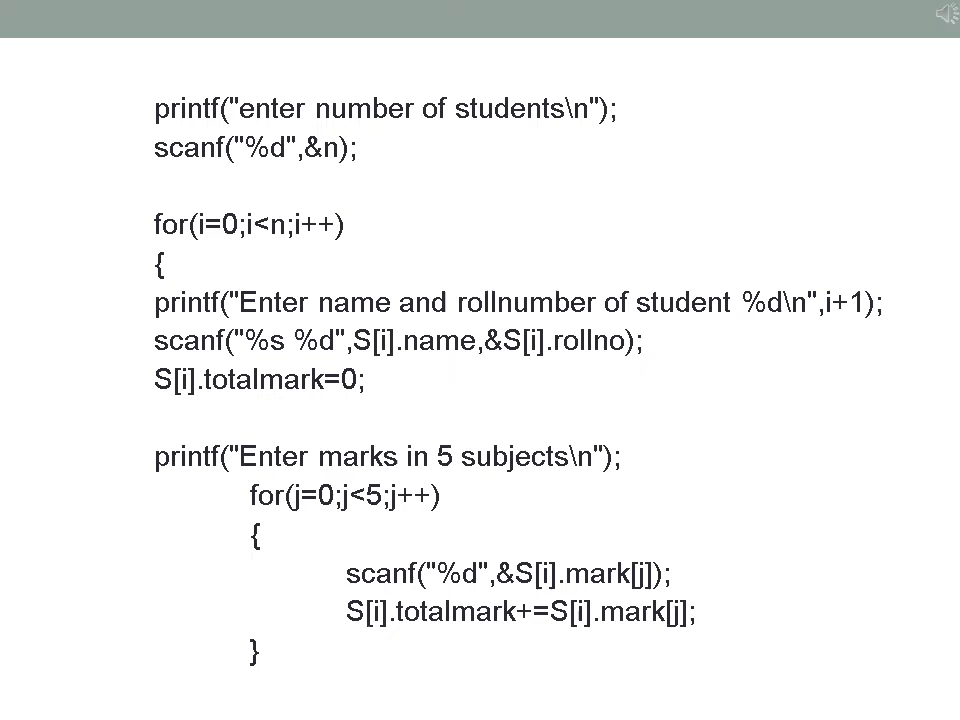 printf("enter number of students\n");
scanf("%d",&n);
for(i=0;i<n;i++)
{
printf("Enter name and rollnumber of student %d\n",i+1);
scanf("%s %d",S[i].name,&S[i].rollno);
S[i].totalmark=0;
printf("Enter marks in 5 subjects\n");
for(j=0;j<5;j++)
{
scanf("%d",&S[i].mark[j]);
S[i].totalmark+=S[i].mark[j];
}